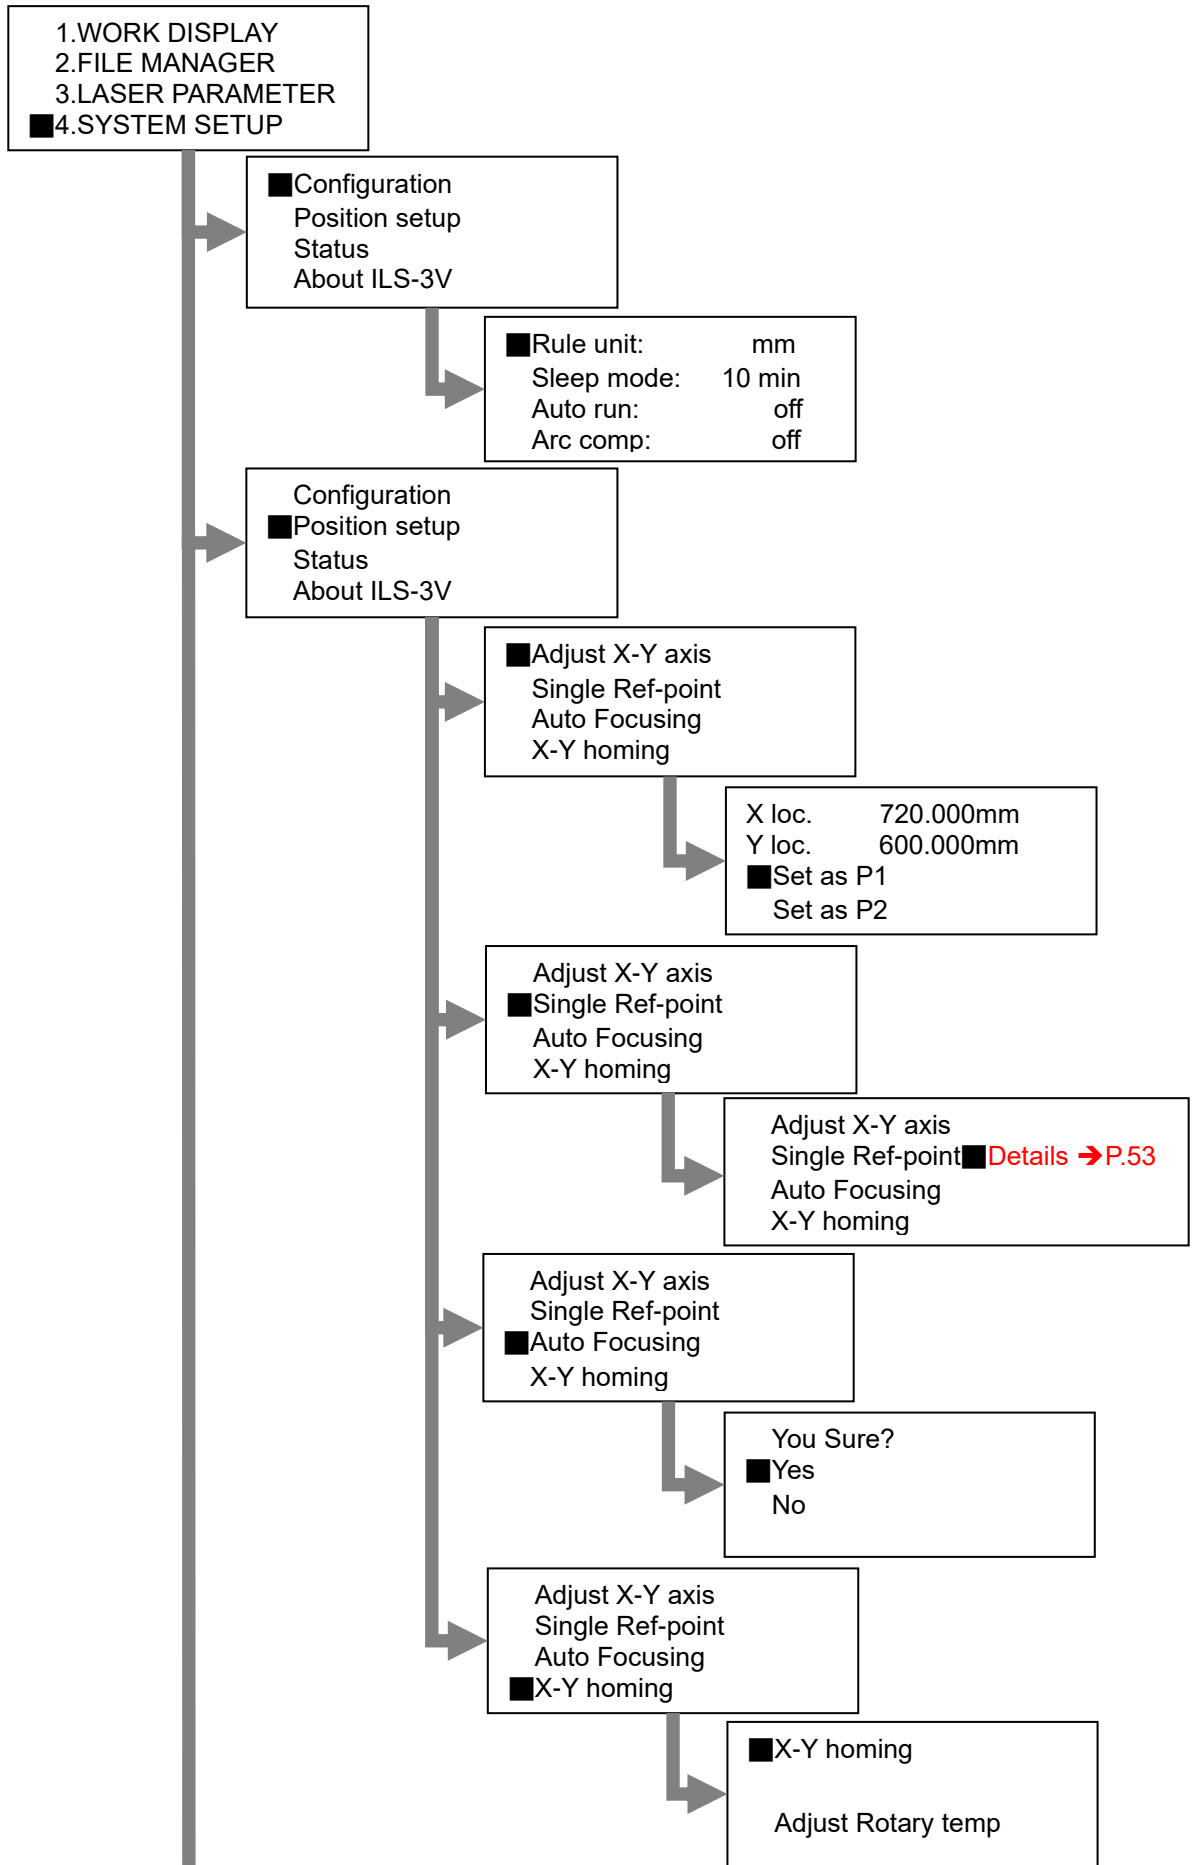 1.WORK DISPLAY
2.FILE MANAGER
3.LASER PARAMETER
4.SYSTEM SETUP
Configuration
Position setup
Status
About ILS-3V
Rule unit: mm
Sleep mode: 10 min
Auto run: off
Arc comp: off
Configuration
Position setup
Status
About ILS-3V
Adjust X-Y axis
Single Ref-point
Auto Focusing
X-Y homing
X loc. 720.000mm
Y loc. 600.000mm
Set as P1
Set as P2
Adjust X-Y axis
Single Ref-point
Auto Focusing
X-Y homing
Adjust X-Y axis
Single Ref-point■Details ➔P.53
Auto Focusing
X-Y homing
Adjust X-Y axis
Single Ref-point
Auto Focusing
X-Y homing
You Sure?
Yes
No
Adjust X-Y axis
Single Ref-point
Auto Focusing
X-Y homing
X-Y homing
Adjust Rotary temp